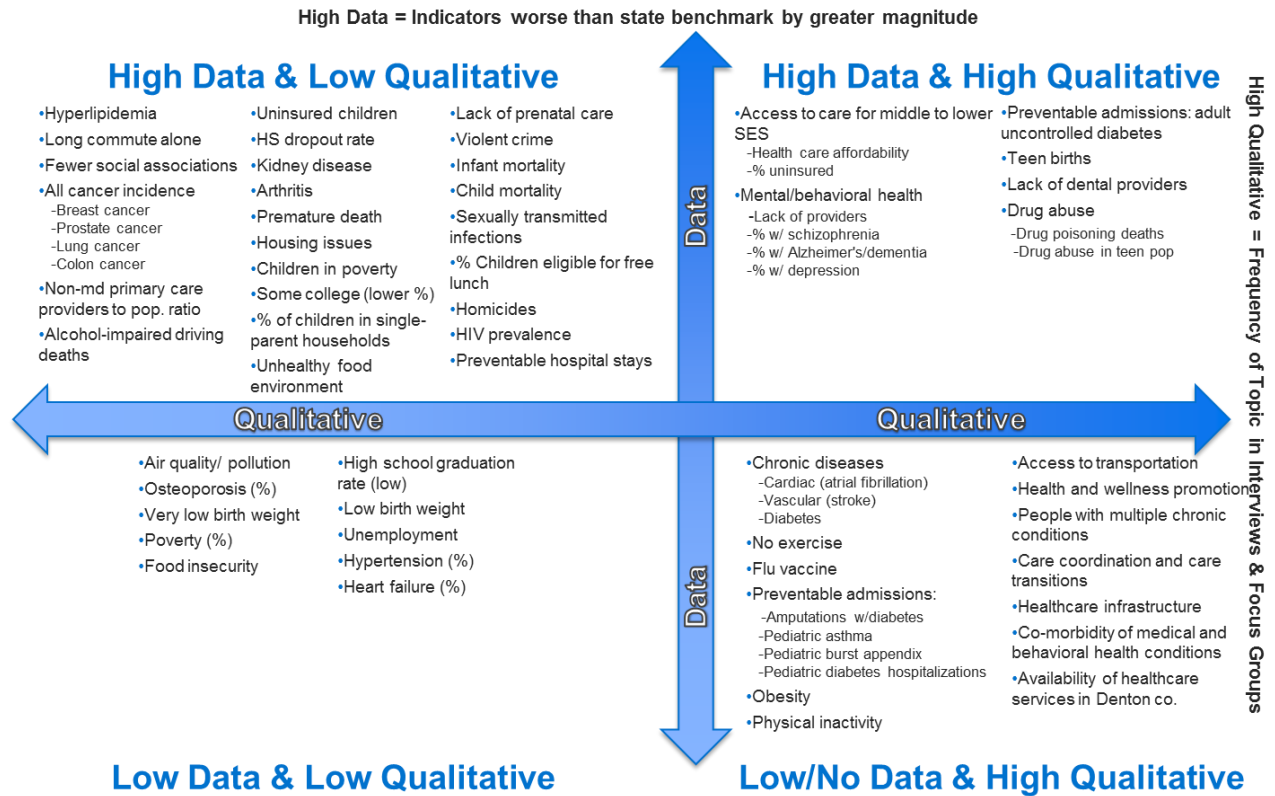 High Data = Indicators worse than state benchmark by greater magnitude
High Data & Low Qualitative
•Hyperlipidemia
•Long commute alone
•Fewer social associations
•All cancer incidence
-Breast cancer
-Prostate cancer
-Lung cancer
-Colon cancer
•Non-md primary care
providers to pop. ratio
•Alcohol-impaired driving
deaths
•Uninsured children
•HS dropout rate
•Kidney disease
•Arthritis
•Premature death
•Housing issues
•Children in poverty
•Some college (lower %)
•% of children in single-
parent households
•Unhealthy food
environment
•Lack of prenatal care
•Violent crime
•Infant mortality
•Child mortality
•Sexually transmitted
infections
•% Children eligible for free
lunch
•Homicides
•HIV prevalence
•Preventable hospital stays
Data
High Data & High Qualitative
•Access to care for middle to lower
SES
-Health care affordability
-% uninsured
•Mental/behavioral health
-Lack of providers
-% w/ schizophrenia
-% w/ Alzheimer's/dementia
-% w/ depression
•Preventable admissions: adult
uncontrolled diabetes
•Teen births
•Lack of dental providers
•Drug abuse
-Drug poisoning deaths
-Drug abuse in teen pop
High Qualitative = Frequency of Topic in Interviews & Focus Groups
Qualitative
Qualitative
•Air quality/ pollution
•Osteoporosis (%)
•Very low birth weight
•Poverty (%)
•Food insecurity
•High school graduation
rate (low)
•Low birth weight
•Unemployment
•Hypertension (%)
•Heart failure (%)
Data
•Chronic diseases
-Cardiac (atrial fibrillation)
-Vascular (stroke)
-Diabetes
•No exercise
•Flu vaccine
•Preventable admissions:
-Amputations w/diabetes
-Pediatric asthma
-Pediatric burst appendix
-Pediatric diabetes hospitalizations
•Obesity
•Physical inactivity
•Access to transportation
•Health and wellness promotion
•People with multiple chronic
conditions
•Care coordination and care
transitions
•Healthcare infrastructure
•Co-morbidity of medical and
behavioral health conditions
•Availability of healthcare
services in Denton co.
Low Data & Low Qualitative
Low/No Data & High Qualitative